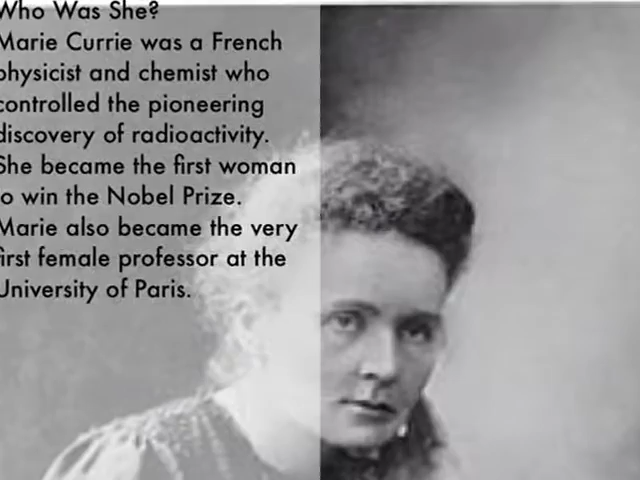 Who Was She?
Marie Currie was a French
physicist and chemist who
controlled the pioneering
discovery of radioactivity.
She became the first woman
to win the Nobel Prize.
Marie also became the very
first female professor at the
University of Paris.